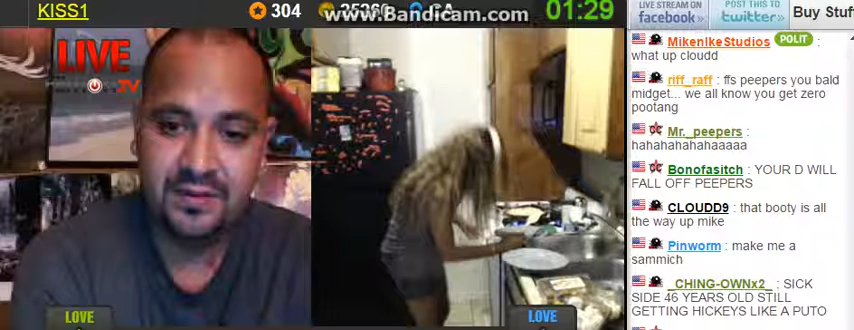 KISS1
304
www.Bandicam.com
01:29
LIVE STREAM ON
facebook»
POST THIS TO
twitter»
Buy Stuf
LIVE
TV
MikenIkeStudios POLIT :
what up cloudd
riff_raff : ffs peepers you bald
midget... we all know you get zero
pootang
Mr._peepers :
hahahahahahaaaaa
Bonofasitch : YOUR D WILL
FALL OFF PEEPERS
CLOUDD9 : that booty is all
the way up mike
Pinworm : make me a
sammich
_CHiNG-OWNx2_ : SICK
SIDE 46 YEARS OLD STILL
GETTING HICKEYS LIKE A PUTO
LOVE
LOVE